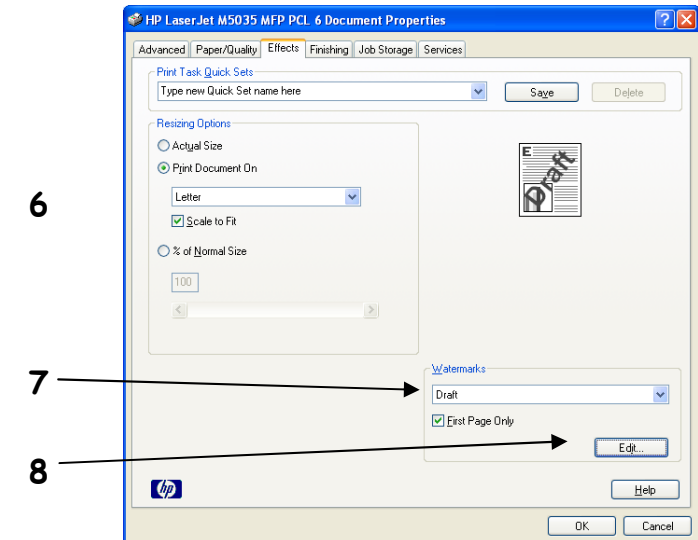 HP LaserJet M5035 MFP PCL 6 Document Properties
Advanced Paper/Quality Effects Finishing Job Storage Services
Print Task Quick Sets
Type new Quick Set name here Save Delete
Resizing Options
Actual Size
Print Document On
Letter
Scale to Fit
% of Normal Size
100
E
Draft
6
Watermarks
7
Draft
First Page Only
Edit...
8
hp
Help
OK Cancel